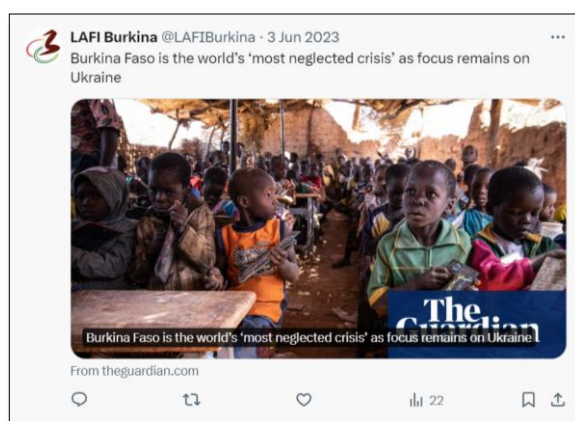 LAFI Burkina @LAFIBurkina · 3 Jun 2023
Burkina Faso is the world's ‘most neglected crisis’ as focus remains on
Ukraine
The
Guardian
Burkina Faso is the world's ‘most neglected crisis’ as focus remains on Ukraine
From theguardian.com
22